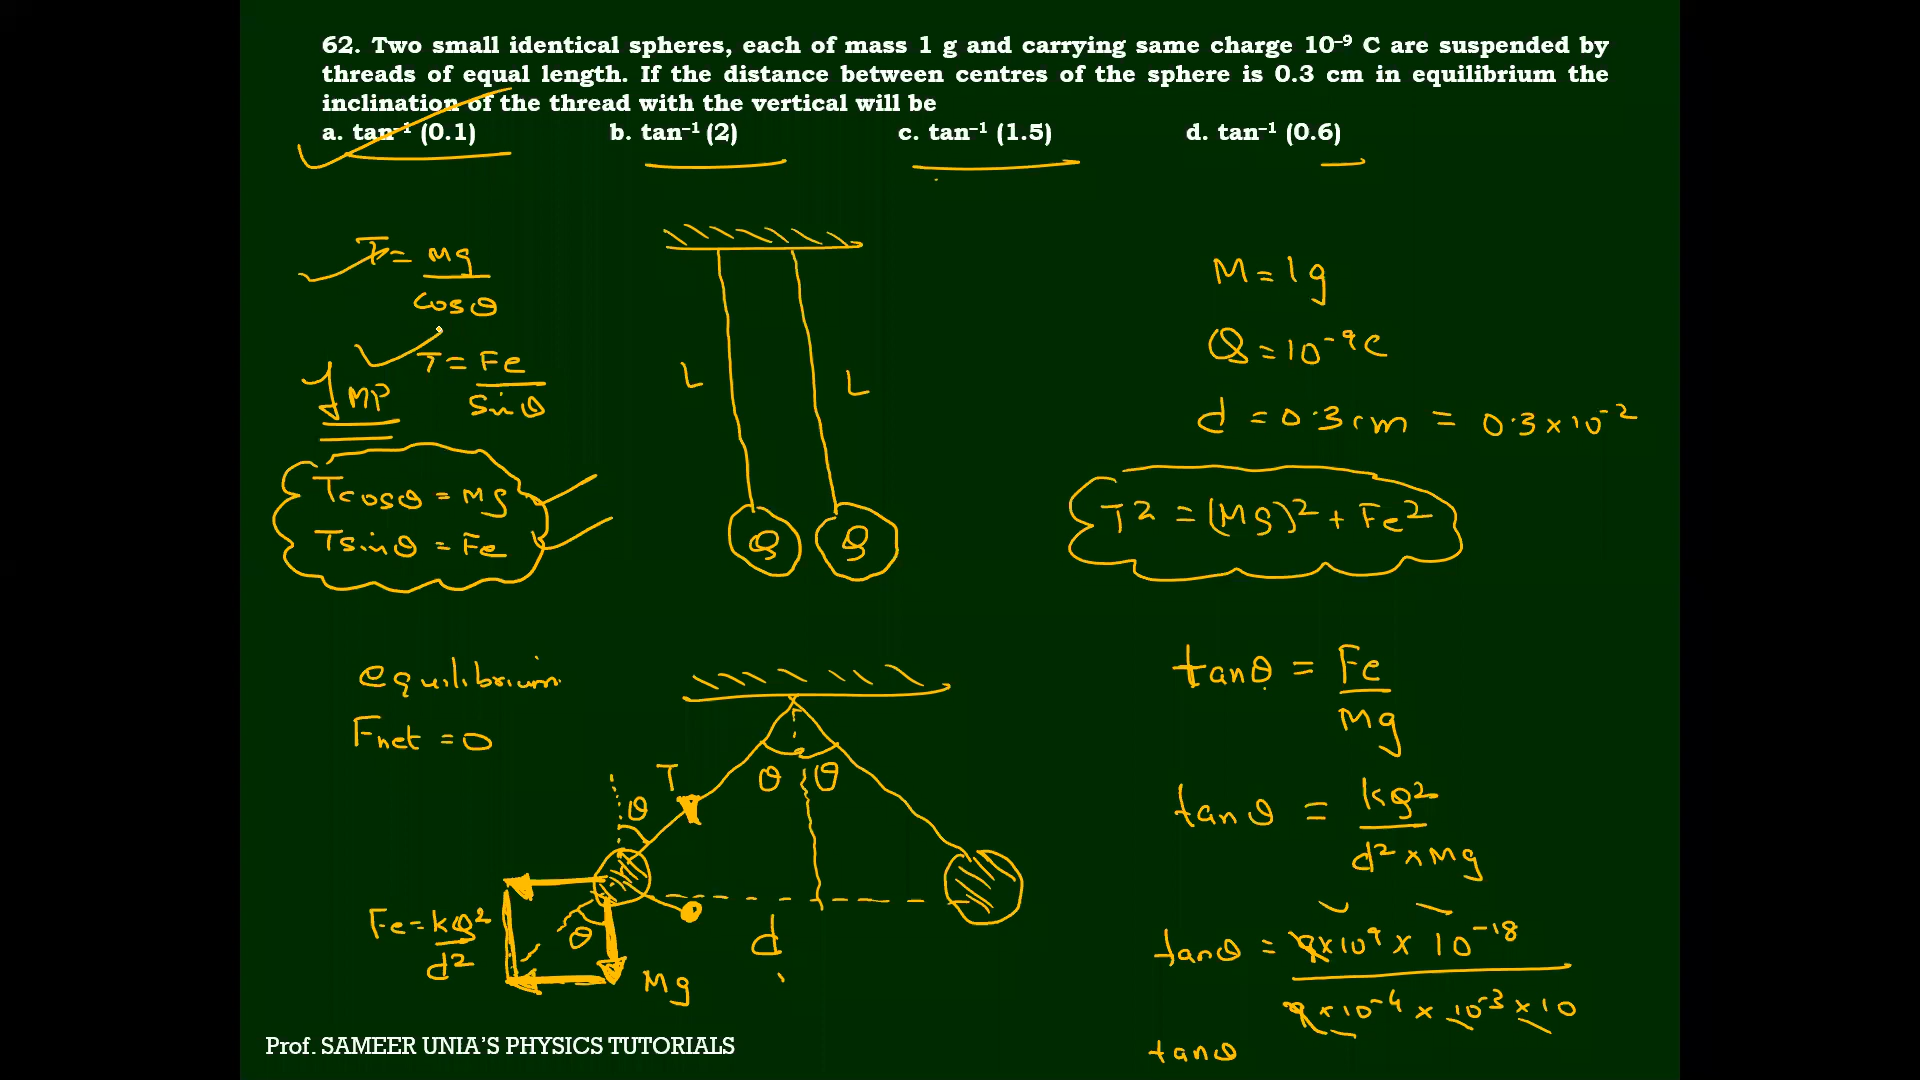 62. Two small identical spheres, each of mass 1 g and carrying same charge 10⁻⁹ C are suspended by
threads of equal length. If the distance between centres of the sphere is 0.3 cm in equilibrium the
inclination of the thread with the vertical will be
a. tan⁻¹ (0.1) b. tan⁻¹ (2) c. tan⁻¹ (1.5) d. tan⁻¹ (0.6)
T = Mg / cosθ
T = Fe / sinθ
IMP
Tcosθ = Mg
Tsinθ = Fe
L L
Q Q
M = 1g
Q = 10⁻⁹C
d = 0.3cm = 0.3×10⁻²
T² = (Mg)² + Fe²
equilibrium
Fnet = 0
θ θ
T
θ
Fe = kQ² / d²
θ
Mg
d
tanθ = Fe / Mg
tanθ = kQ² / d² × Mg
tanθ = 9×10⁹ × 10⁻¹⁸ / 9×10⁻⁴ × 10⁻³ × 10
tanθ
Prof. SAMEER UNIA'S PHYSICS TUTORIALS